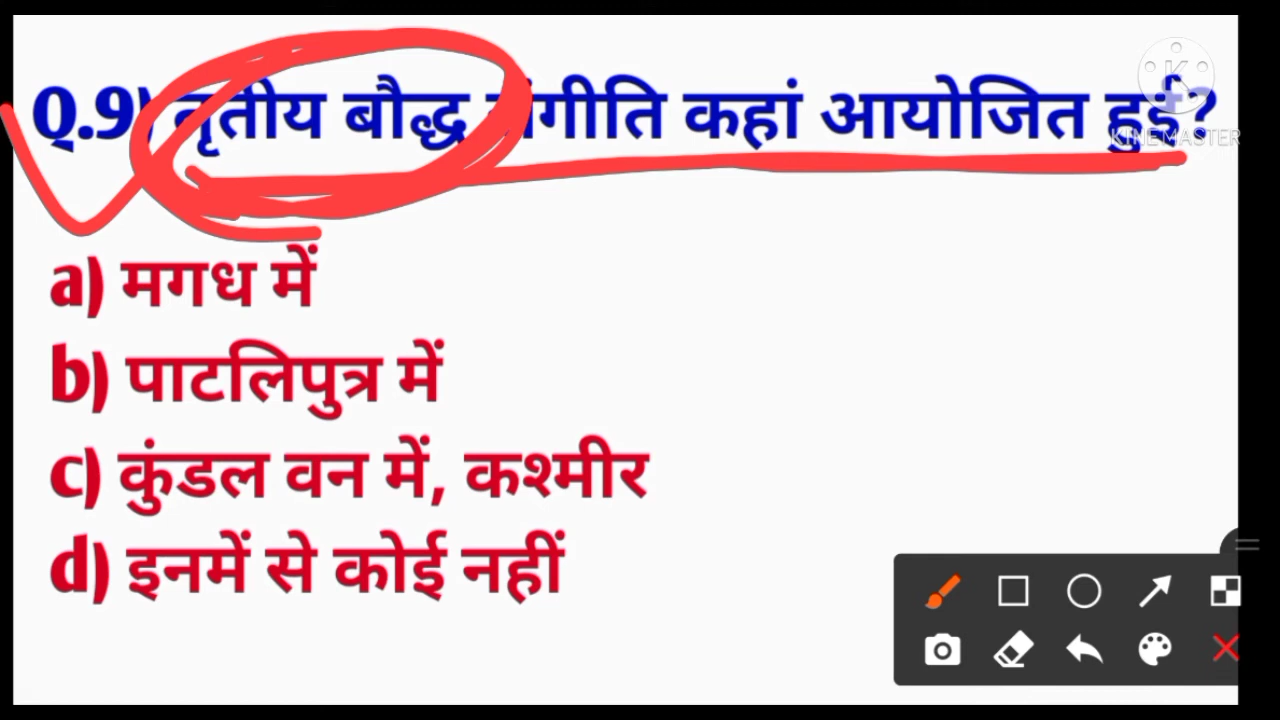 Q.9) तृतीय बौद्ध संगीति कहां आयोजित हुई?
KINEMASTER
a) मगध में
b) पाटलिपुत्र में
c) कुंडल वन में, कश्मीर
d) इनमें से कोई नहीं